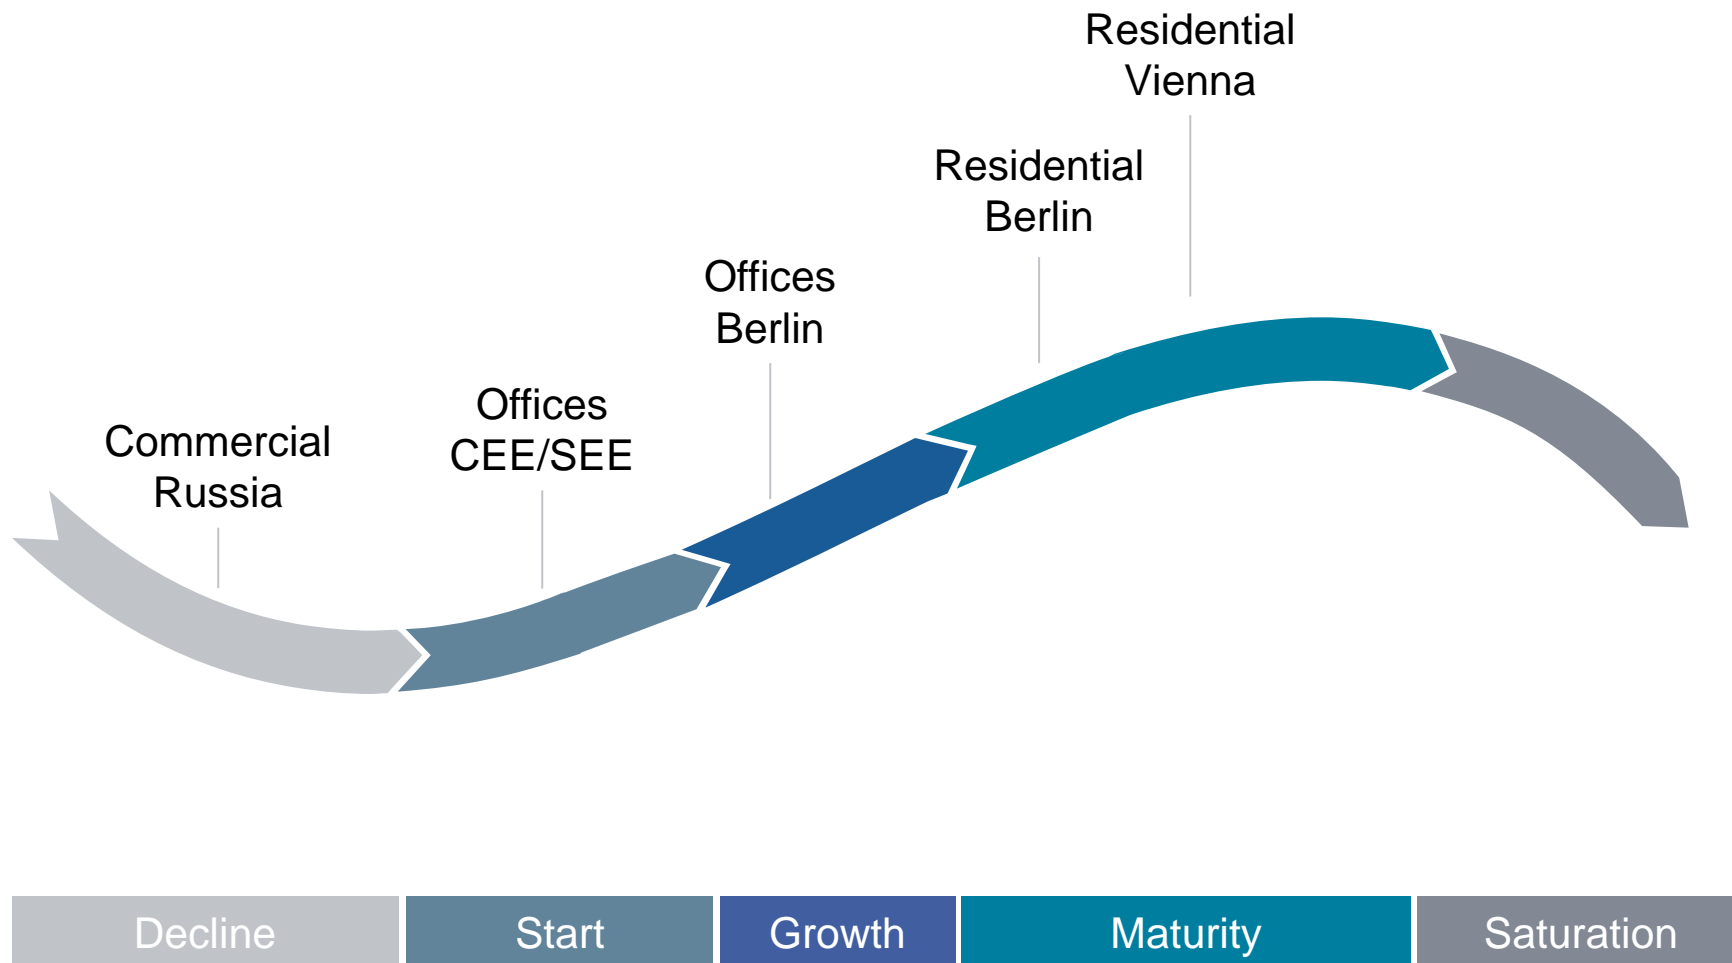 Residential
Vienna
Residential
Berlin
Offices
Berlin
Offices
CEE/SEE
Commercial
Russia
Decline
Start
Growth
Maturity
Saturation